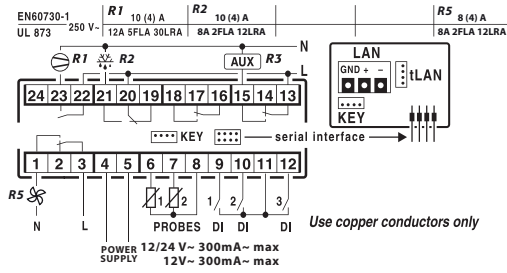 EN60730-1 R1 10 (4) A R2 10 (4) A R5 8 (4) A
UL 873 250 V~ 12A 5FLA 30LRA 8A 2FLA 12LRA 8A 2FLA 12LRA
N
R1 R2 AUX R3
L
24 23 22 21 20 19 18 17 16 15 14 13
LAN
GND + -
tLAN
KEY
KEY serial interface
1 2 3 4 5 6 7 8 9 10 11 12
R5 1 2 1 2 3
N L PROBES DI DI DI
Use copper conductors only
POWER SUPPLY 12/24 V~ 300mA~ max
12V~ 300mA~ max